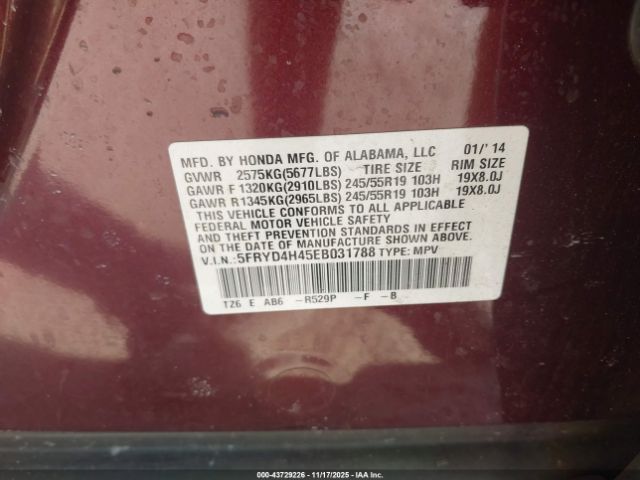 MFD. BY HONDA MFG. OF ALABAMA, LLC 01/'14
GVWR 2575KG(5677LBS) TIRE SIZE RIM SIZE
GAWR F 1320KG(2910LBS) 245/55R19 103H 19X8.0J
GAWR R1345KG(2965LBS) 245/55R19 103H 19X8.0J
THIS VEHICLE CONFORMS TO ALL APPLICABLE
FEDERAL MOTOR VEHICLE SAFETY
AND THEFT PREVENTION STANDARDS IN EFFECT
ON THE DATE OF MANUFACTURE SHOWN ABOVE.
V.I.N.:5FRYD4H45EB031788 TYPE: MPV
TZ6 E AB6 -R529P -F -B
000-43729226 - 11/17/2025 - IAA Inc.